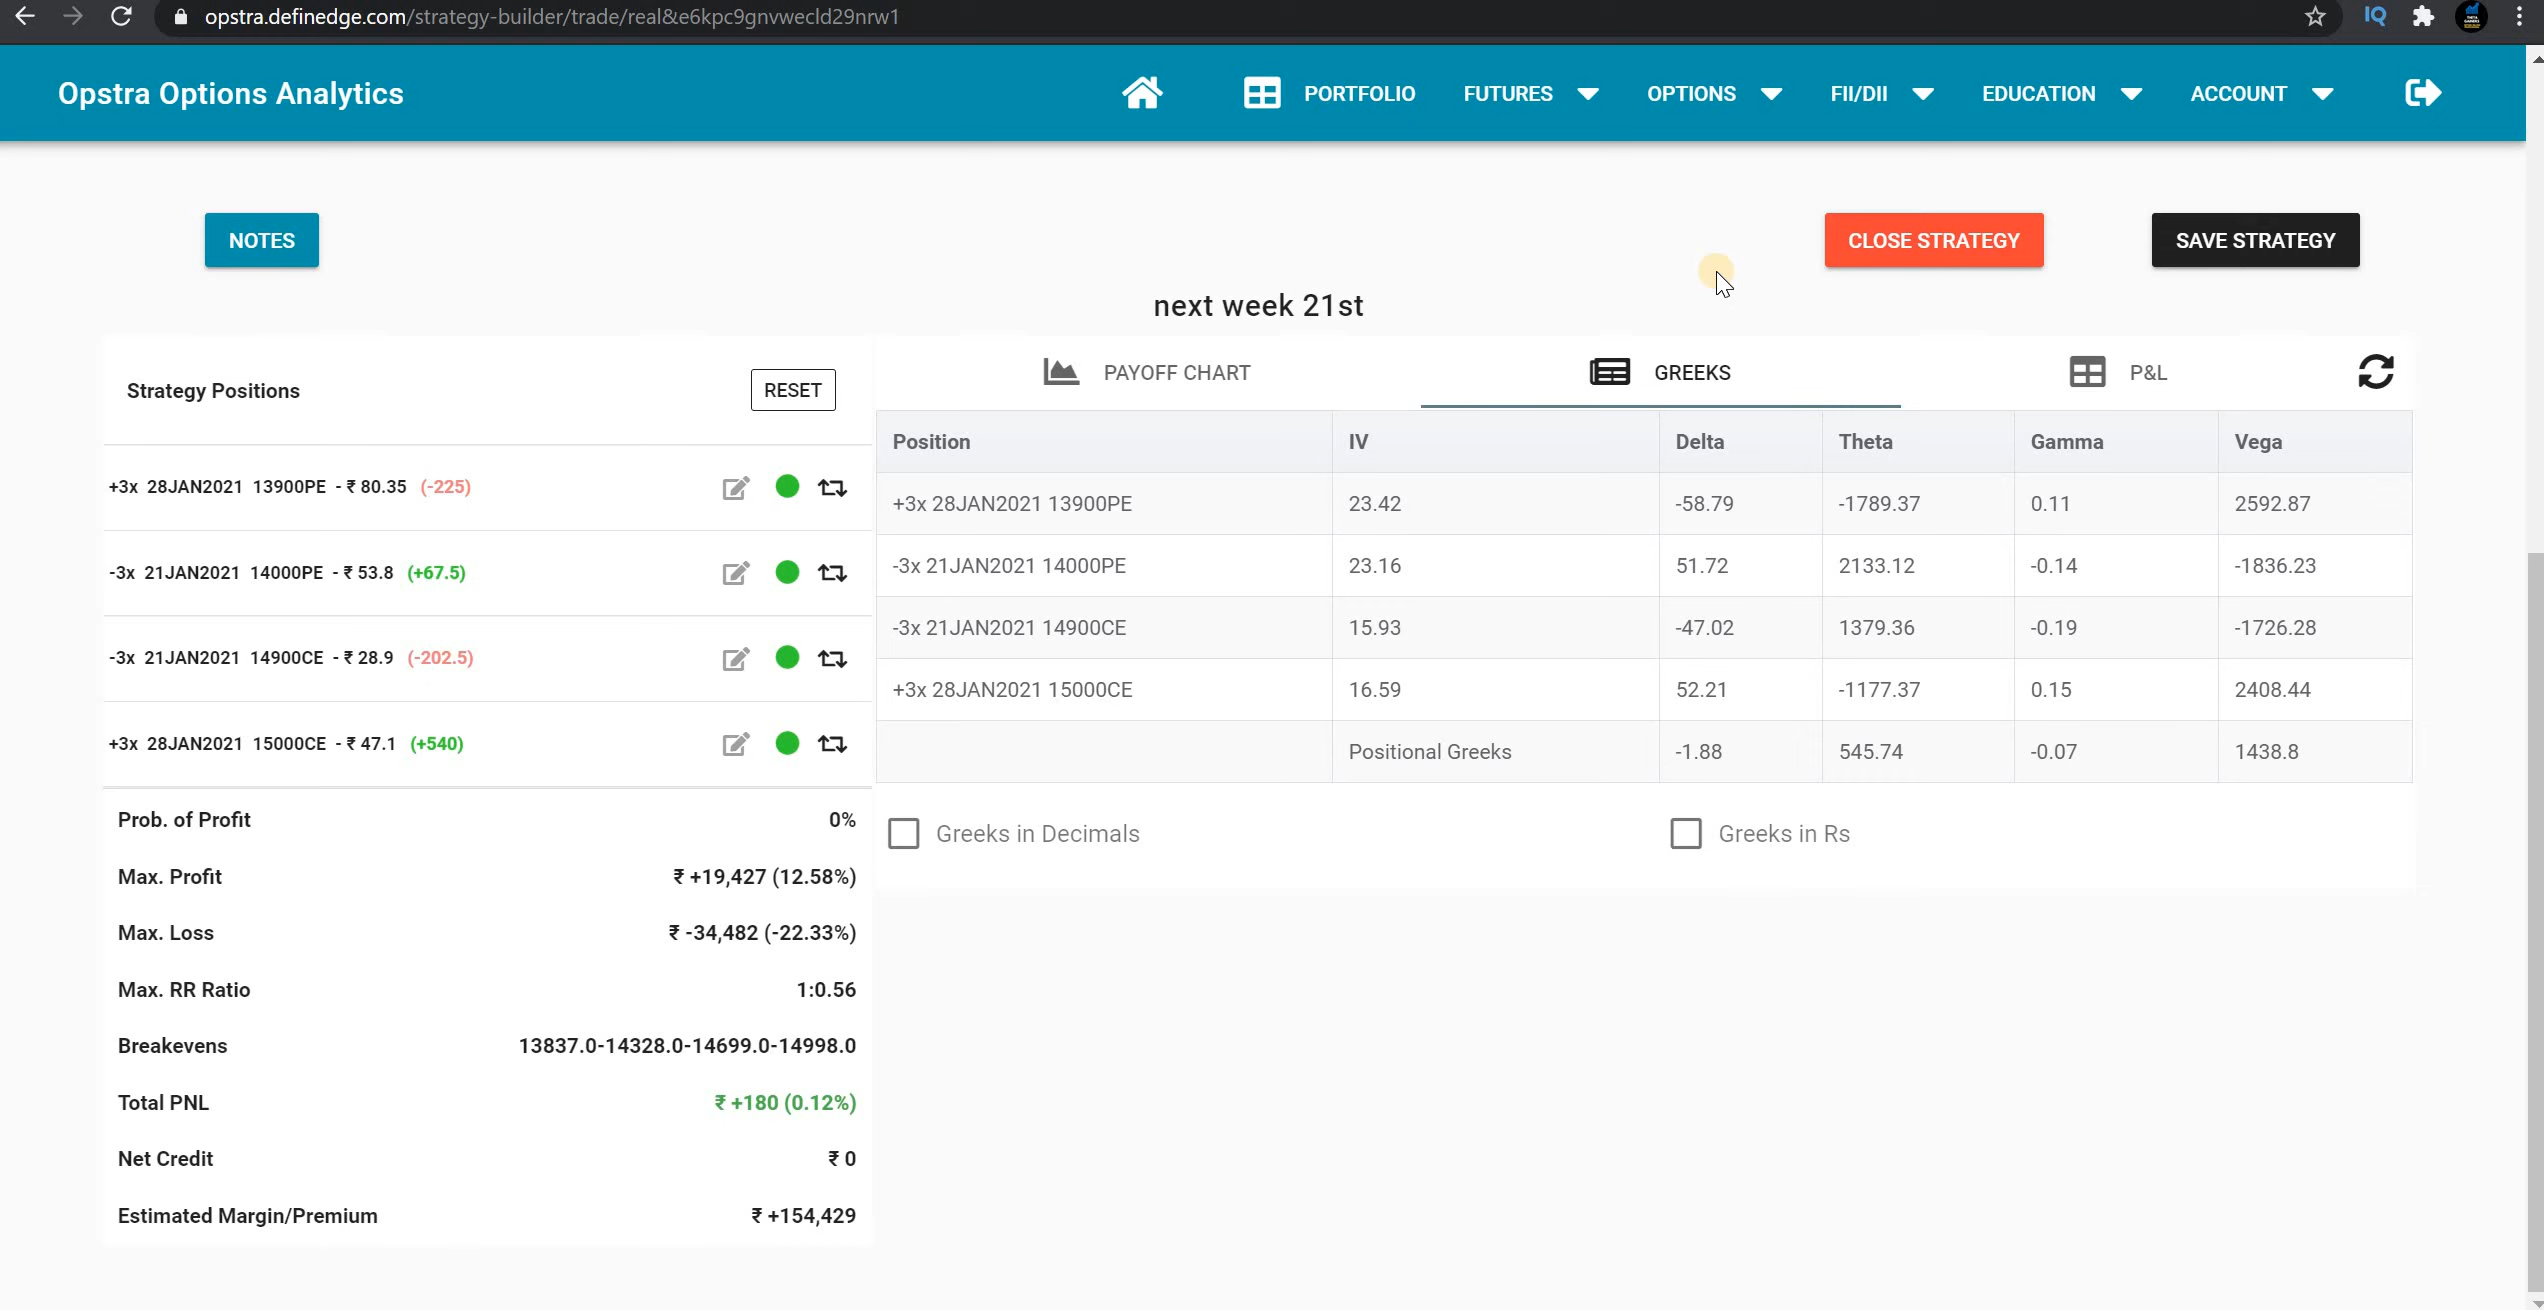 opstra.definedge.com/strategy-builder/trade/real&e6kpc9gnvwecld29nrw1
IQ
Opstra Options Analytics
PORTFOLIO FUTURES OPTIONS FII/DII EDUCATION ACCOUNT
NOTES
CLOSE STRATEGY
SAVE STRATEGY
next week 21st
Strategy Positions
RESET
+3x 28JAN2021 13900PE - ₹ 80.35 (-225)
-3x 21JAN2021 14000PE - ₹ 53.8 (+67.5)
-3x 21JAN2021 14900CE - ₹ 28.9 (-202.5)
+3x 28JAN2021 15000CE - ₹ 47.1 (+540)
Prob. of Profit 0%
Max. Profit ₹ +19,427 (12.58%)
Max. Loss ₹ -34,482 (-22.33%)
Max. RR Ratio 1:0.56
Breakevens 13837.0-14328.0-14699.0-14998.0
Total PNL ₹ +180 (0.12%)
Net Credit ₹ 0
Estimated Margin/Premium ₹ +154,429
PAYOFF CHART GREEKS P&L
Position IV Delta Theta Gamma Vega
+3x 28JAN2021 13900PE 23.42 -58.79 -1789.37 0.11 2592.87
-3x 21JAN2021 14000PE 23.16 51.72 2133.12 -0.14 -1836.23
-3x 21JAN2021 14900CE 15.93 -47.02 1379.36 -0.19 -1726.28
+3x 28JAN2021 15000CE 16.59 52.21 -1177.37 0.15 2408.44
Positional Greeks -1.88 545.74 -0.07 1438.8
Greeks in Decimals Greeks in Rs